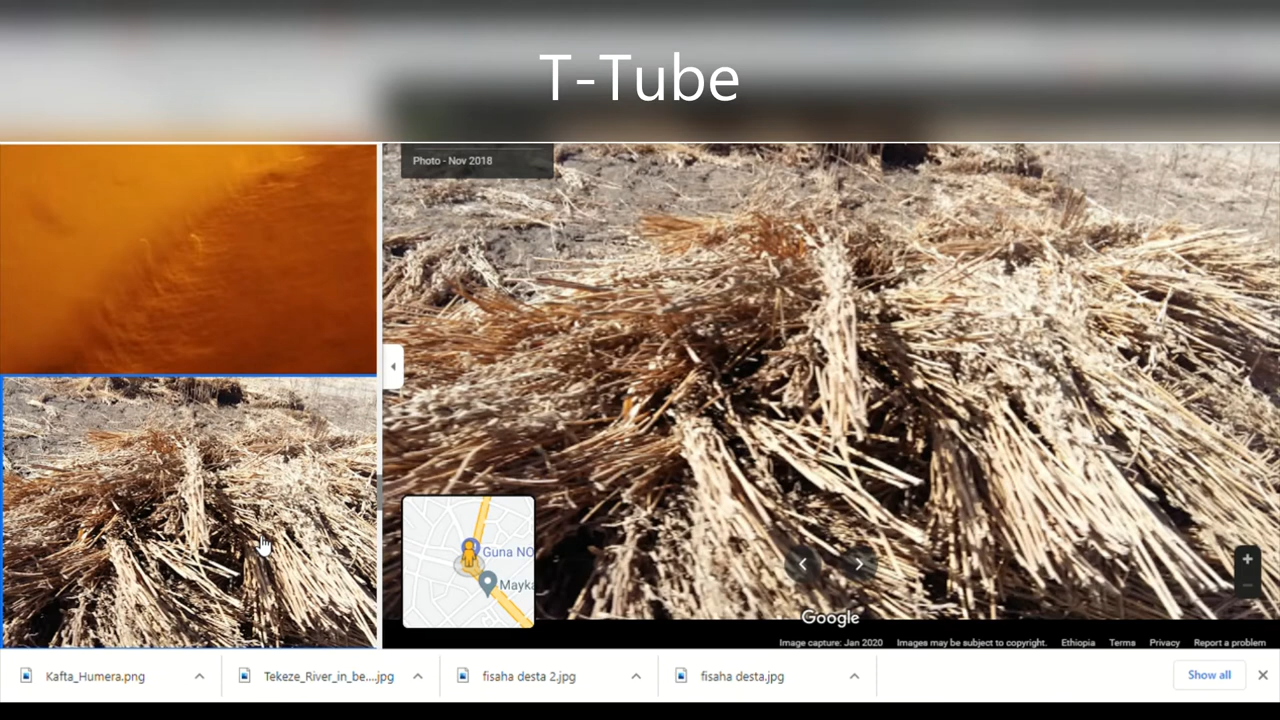 T-Tube
Photo - Nov 2018
Guna NO
Mayka
Google
Image capture: Jan 2020 Images may be subject to copyright. Ethiopia Terms Privacy Report a problem
Kafta_Humera.png
Tekeze_River_in_be....jpg
fisaha desta 2.jpg
fisaha desta.jpg
Show all